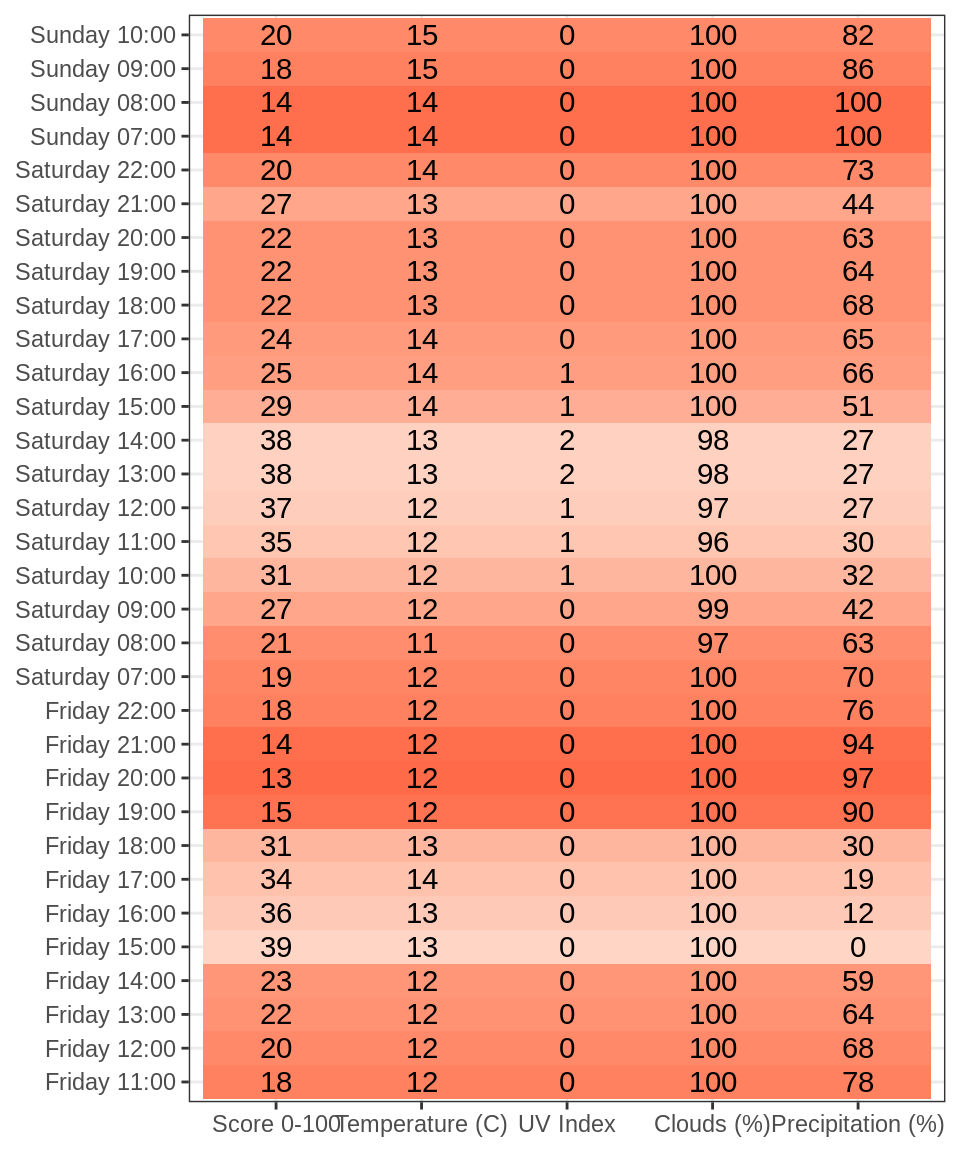 Sunday 10:00 20 15 0 100 82
Sunday 09:00 18 15 0 100 86
Sunday 08:00 14 14 0 100 100
Sunday 07:00 14 14 0 100 100
Saturday 22:00 20 14 0 100 73
Saturday 21:00 27 13 0 100 44
Saturday 20:00 22 13 0 100 63
Saturday 19:00 22 13 0 100 64
Saturday 18:00 22 13 0 100 68
Saturday 17:00 24 14 0 100 65
Saturday 16:00 25 14 1 100 66
Saturday 15:00 29 14 1 100 51
Saturday 14:00 38 13 2 98 27
Saturday 13:00 38 13 2 98 27
Saturday 12:00 37 12 1 97 27
Saturday 11:00 35 12 1 96 30
Saturday 10:00 31 12 1 100 32
Saturday 09:00 27 12 0 99 42
Saturday 08:00 21 11 0 97 63
Saturday 07:00 19 12 0 100 70
Friday 22:00 18 12 0 100 76
Friday 21:00 14 12 0 100 94
Friday 20:00 13 12 0 100 97
Friday 19:00 15 12 0 100 90
Friday 18:00 31 13 0 100 30
Friday 17:00 34 14 0 100 19
Friday 16:00 36 13 0 100 12
Friday 15:00 39 13 0 100 0
Friday 14:00 23 12 0 100 59
Friday 13:00 22 12 0 100 64
Friday 12:00 20 12 0 100 68
Friday 11:00 18 12 0 100 78
Score 0-100 Temperature (C) UV Index Clouds (%) Precipitation (%)